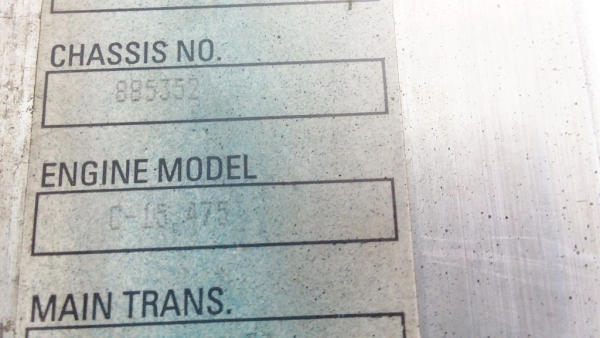 CHASSIS NO.
885352
ENGINE MODEL
C-15 475
MAIN TRANS.